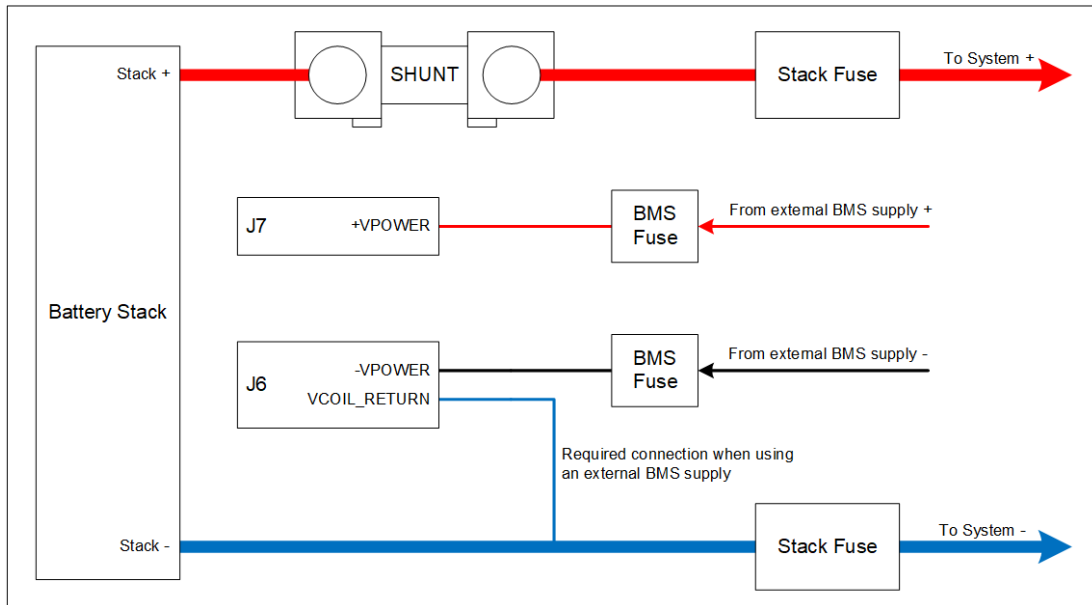 Stack +
SHUNT
Stack Fuse
To System +
J7
+VPOWER
BMS
Fuse
From external BMS supply +
Battery Stack
J6
-VPOWER
VCOIL_RETURN
BMS
Fuse
From external BMS supply -
Required connection when using
an external BMS supply
Stack -
Stack Fuse
To System -